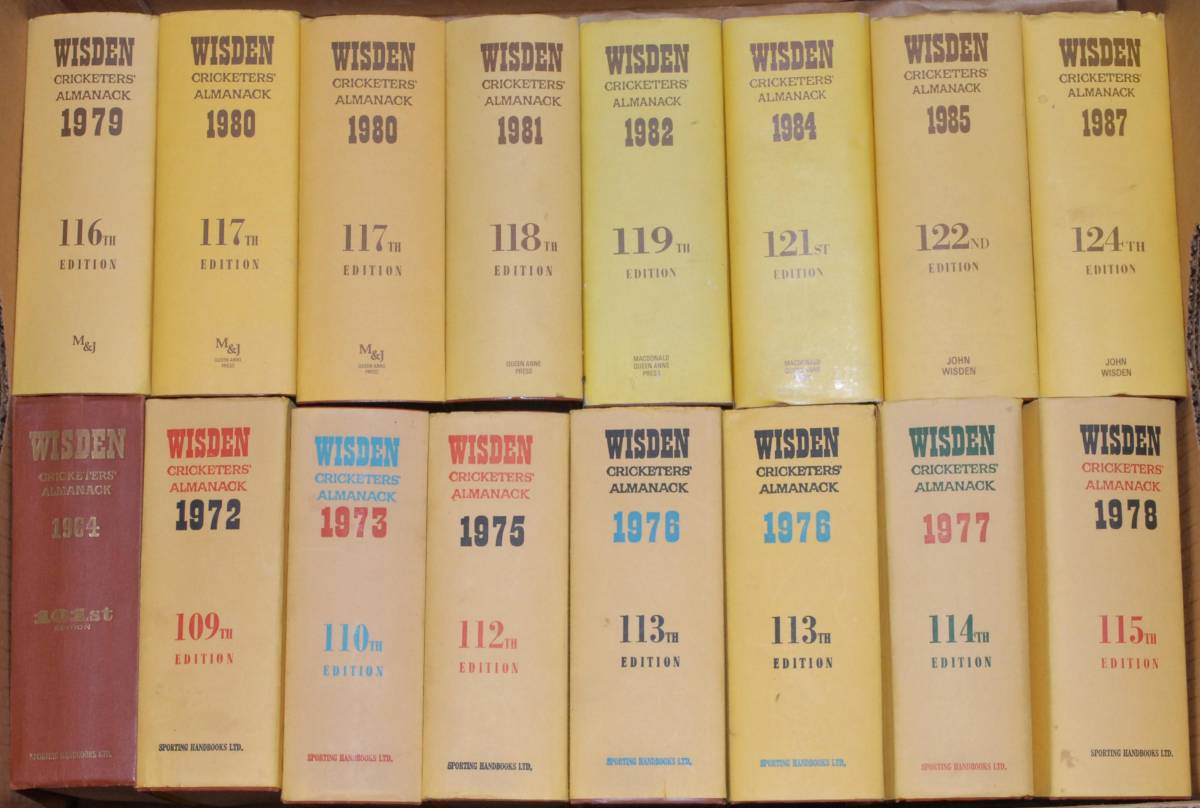 WISDEN
CRICKETERS'
ALMANACK
1979
116TH
EDITION
M&J
WISDEN
CRICKETERS'
ALMANACK
1980
117TH
EDITION
M&J
QUEEN ANNE
PRESS
WISDEN
CRICKETERS'
ALMANACK
1980
117TH
EDITION
M&J
QUEEN ANNE
PRESS
WISDEN
CRICKETERS'
ALMANACK
1981
118TH
EDITION
QUEEN ANNE
PRESS
WISDEN
CRICKETERS'
ALMANACK
1982
119TH
EDITION
MACDONALD
QUEEN ANNE
PRESS
WISDEN
CRICKETERS'
ALMANACK
1984
121ST
EDITION
MACDONALD
QUEEN ANNE
PRESS
WISDEN
CRICKETERS'
ALMANACK
1985
122ND
EDITION
JOHN
WISDEN
WISDEN
CRICKETERS'
ALMANACK
1987
124TH
EDITION
JOHN
WISDEN
WISDEN
CRICKETERS'
ALMANACK
1964
101st
EDITION
SPORTING HANDBOOKS LTD.
WISDEN
CRICKETERS'
ALMANACK
1972
109TH
EDITION
SPORTING HANDBOOKS LTD.
WISDEN
CRICKETERS'
ALMANACK
1973
110TH
EDITION
SPORTING HANDBOOKS LTD.
WISDEN
CRICKETERS'
ALMANACK
1975
112TH
EDITION
SPORTING HANDBOOKS LTD.
WISDEN
CRICKETERS'
ALMANACK
1976
113TH
EDITION
SPORTING HANDBOOKS LTD.
WISDEN
CRICKETERS'
ALMANACK
1976
113TH
EDITION
SPORTING HANDBOOKS LTD.
WISDEN
CRICKETERS'
ALMANACK
1977
114TH
EDITION
SPORTING HANDBOOKS LTD.
WISDEN
CRICKETERS'
ALMANACK
1978
115TH
EDITION
SPORTING HANDBOOKS LTD.